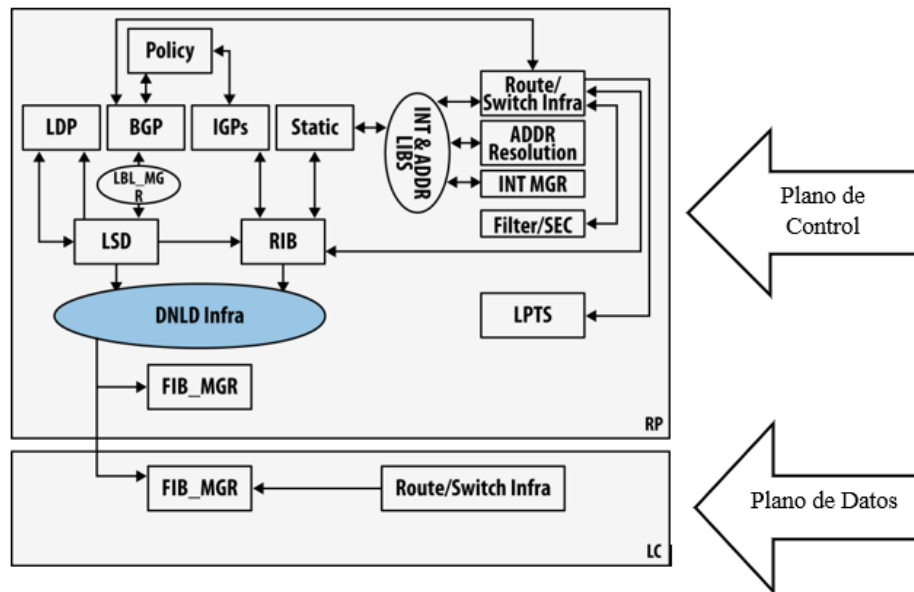 Policy
LDP
BGP
IGPs
Static
INT & ADDR
LIBS
Route/
Switch Infra
ADDR
Resolution
INT MGR
Filter/SEC
LBL_MG
R
LSD
RIB
DNLD Infra
LPTS
FIB_MGR
RP
Plano de
Control
FIB_MGR
Route/Switch Infra
LC
Plano de Datos